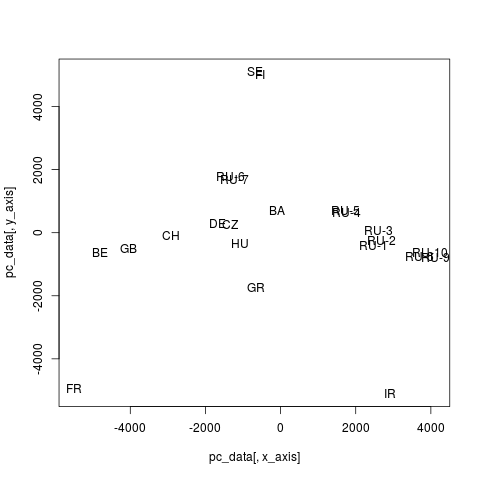 SE
FI
4000
RU-6
RU-7
2000
BA
RU-5
RU-4
DE
CZ
RU-3
CH
RU-2
0
HU
RU-1
GB
BE
RU-10
RU-8
RU-9
GR
-2000
-4000
FR
IR
pc_data[, y_axis]
-4000 -2000 0 2000 4000
pc_data[, x_axis]